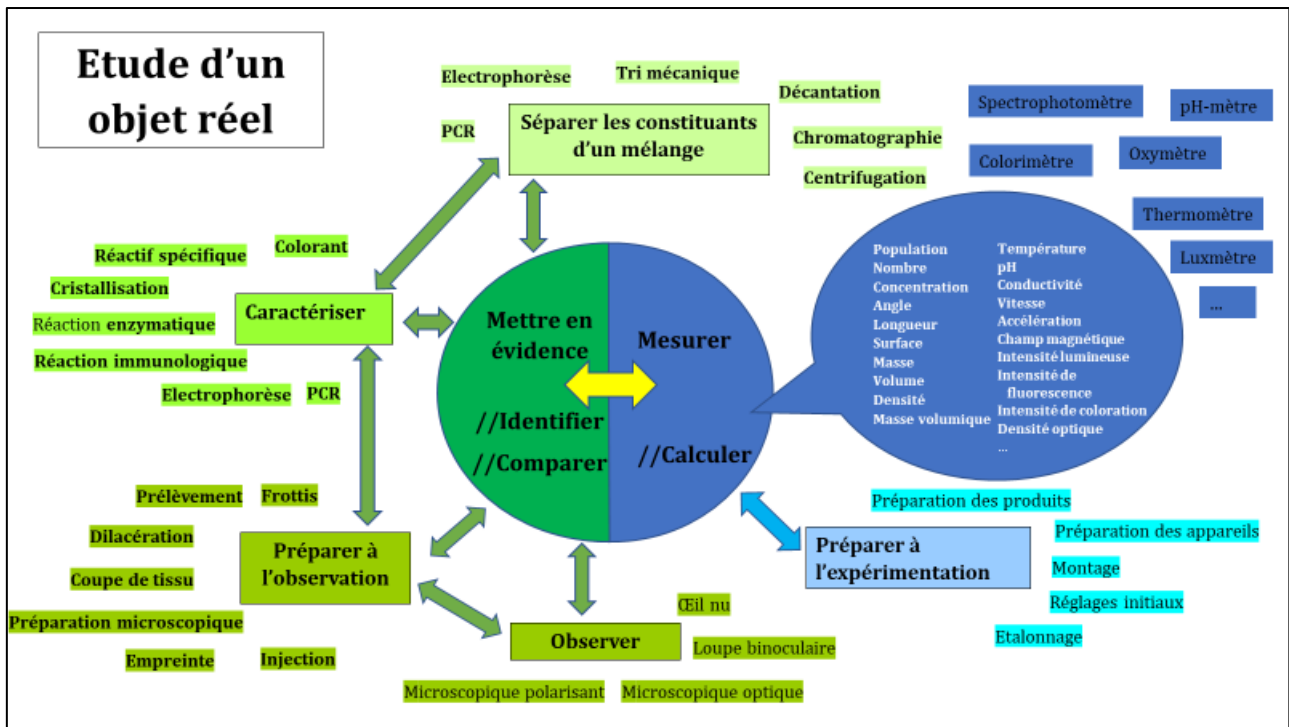 Etude d'un
objet réel
Electrophorèse
Tri mécanique
PCR
Séparer les constituants
d'un mélange
Décantation
Chromatographie
Centrifugation
Spectrophotomètre
pH-mètre
Colorimètre
Oxymètre
Thermomètre
Luxmètre
...
Réactif spécifique
Colorant
Cristallisation
Réaction enzymatique
Réaction immunologique
Electrophorèse
PCR
Caractériser
Mettre en
évidence
//Identifier
//Comparer
Mesurer
//Calculer
Population
Nombre
Concentration
Angle
Longueur
Surface
Masse
Volume
Densité
Masse volumique
Température
pH
Conductivité
Vitesse
Accélération
Champ magnétique
Intensité lumineuse
Intensité de
fluorescence
Intensité de coloration
Densité optique
...
Prélèvement
Frottis
Dilacération
Coupe de tissu
Préparation microscopique
Empreinte
Injection
Préparer à
l'observation
Observer
Œil nu
Loupe binoculaire
Microscopique polarisant
Microscopique optique
Préparer à
l'expérimentation
Préparation des produits
Préparation des appareils
Montage
Réglages initiaux
Etalonnage